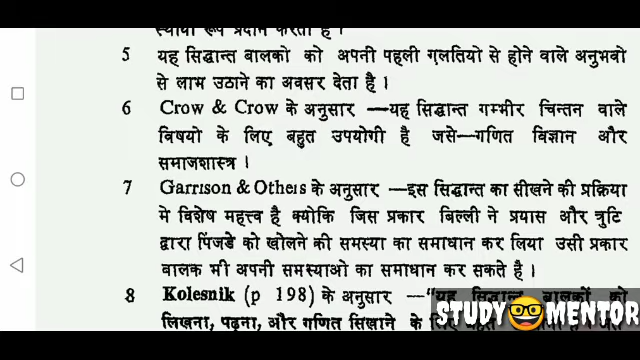 स्थायी रूप प्रदान करता है।
5 यह सिद्धान्त बालको को अपनी पहली गलतियो से होने वाले अनुभवो
से लाभ उठाने का अवसर देता है।
6 Crow & Crow के अनुसार —यह सिद्धान्त गम्भीर चिन्तन वाले
विषयो के लिए बहुत उपयोगी है जसे—गणित विज्ञान और
समाजशास्त्र।
7 Garrison & Others के अनुसार —इस सिद्धान्त का सीखने की प्रक्रिया
मे विशेष महत्त्व है क्योकि जिस प्रकार बिल्ली ने प्रयास और त्रुटि
द्वारा पिंजडे को खोलने की समस्या का समाधान कर लिया उसी प्रकार
बालक भी अपनी समस्याओ का समाधान कर सकते है।
8 Kolesnik (p 198) के अनुसार —"यह सिद्धान्त बालकों को
लिखना, पढ़ना, और गणित सिखाने के लिए
STUDY MENTOR